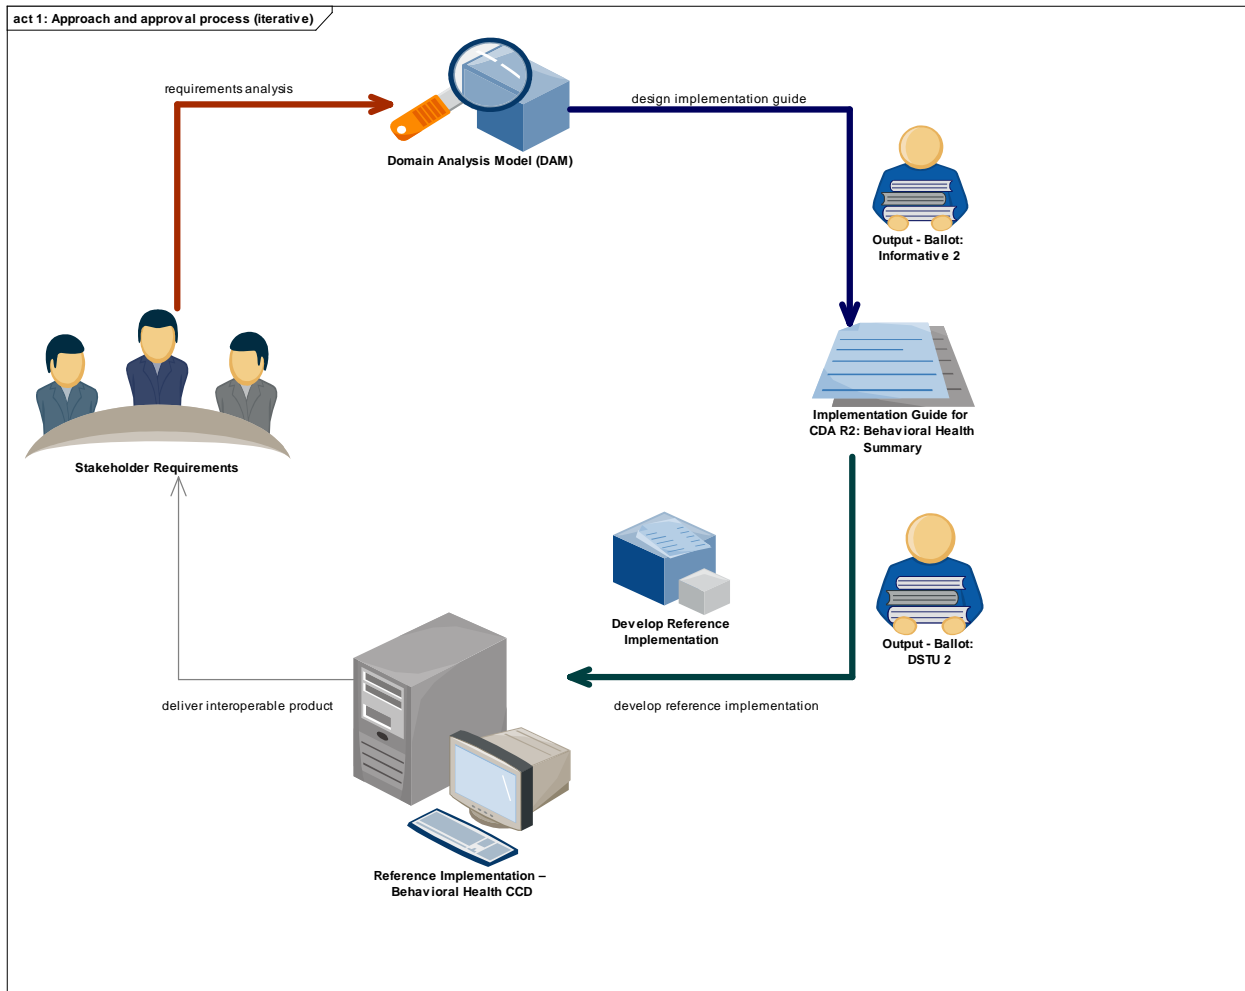 act 1: Approach and approval process (iterative)
requirements analysis
design implementation guide
Domain Analysis Model (DAM)
Output - Ballot:
Informative 2
Implementation Guide for
CDA R2: Behavioral Health
Summary
Stakeholder Requirements
Develop Reference
Implementation
Output - Ballot:
DSTU 2
deliver interoperable product
develop reference implementation
Reference Implementation –
Behavioral Health CCD